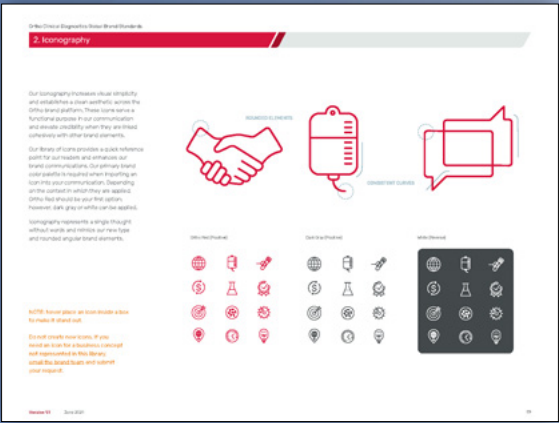 Ortho Clinical Diagnostics Global Brand Standards
2. Iconography
Our iconography increases visual simplicity
and establishes a clean aesthetic across the
Ortho brand platform. These icons serve a
functional purpose in our communication
and elevate credibility when they are linked
cohesively with other brand elements.
Our library of icons provides a quick reference
point for our readers and enhances our
brand communications. Our primary brand
color palette is required when importing an
icon into your communication. Depending
on the context in which they are applied.
Ortho Red should be your first option;
however, dark gray or white can be applied.
Iconography represents a single thought
without words and mimics our new type
and rounded angular brand elements.
NOTE: Never place an icon inside a box
to make it stand out.
Do not create new icons. If you
need an icon for a business concept
not represented in this library,
email the brand team and submit
your request.
ROUNDED ELEMENTS
CONSISTENT CURVES
Ortho Red (Positive)
Dark Gray (Positive)
White (Reverse)
Version 1.1
June 2021